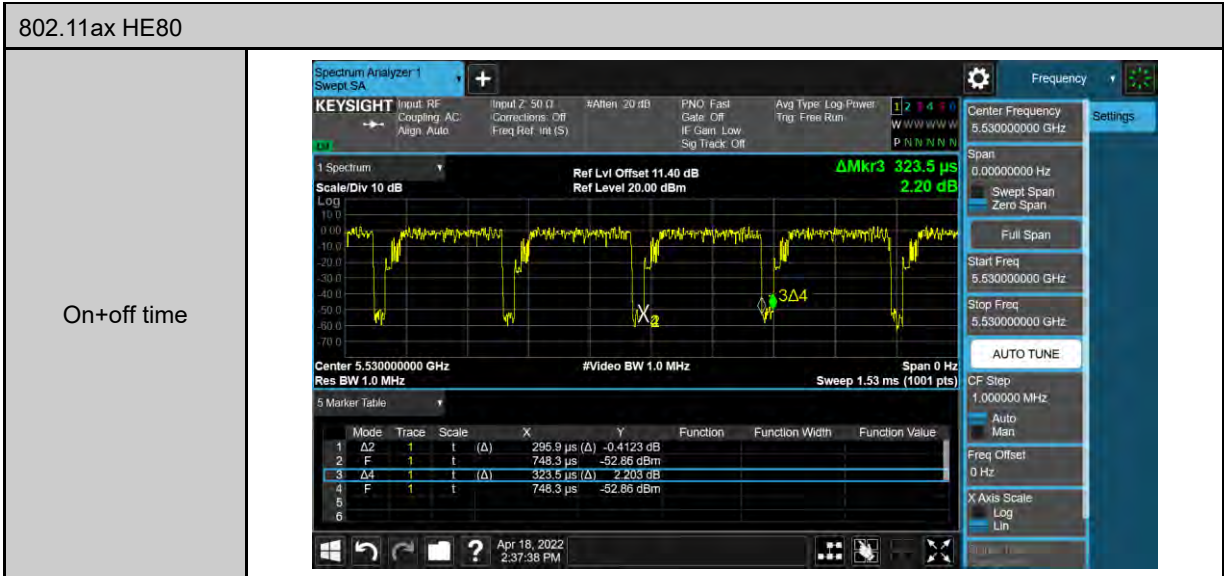 802.11ax HE80
On+off time
Spectrum Analyzer 1
Swept SA
Frequency
KEYSIGHT
Input: RF
Coupling: AC
Align: Auto
Input Z: 50 Ω
Corrections: Off
Freq Ref: Int (S)
#Atten: 20 dB
PNO: Fast
Gate: Off
IF Gain: Low
Sig Track: Off
Avg Type: Log-Power
Trig: Free Run
1 2 3 4 5 6
W W W W W W
P N N N N N
1 Spectrum
Scale/Div 10 dB
Ref Lvl Offset 11.40 dB
Ref Level 20.00 dBm
ΔMkr3 323.5 µs
2.20 dB
Log
10.0
0.00
-10.0
-20.0
-30.0
-40.0
-50.0
-60.0
-70.0
3Δ4
Center 5.530000000 GHz
Res BW 1.0 MHz
#Video BW 1.0 MHz
Span 0 Hz
Sweep 1.53 ms (1001 pts)
5 Marker Table
Mode Trace Scale X Y Function Function Width Function Value
1 Δ2 1 t (Δ) 295.9 µs (Δ) -0.4123 dB
2 F 1 t 748.3 µs -52.86 dBm
3 Δ4 1 t (Δ) 323.5 µs (Δ) 2.203 dB
4 F 1 t 748.3 µs -52.86 dBm
5
6
Apr 18, 2022
2:37:38 PM
Center Frequency
5.530000000 GHz
Settings
Span
0.00000000 Hz
Swept Span
Zero Span
Full Span
Start Freq
5.530000000 GHz
Stop Freq
5.530000000 GHz
AUTO TUNE
CF Step
1.000000 MHz
Auto
Man
Freq Offset
0 Hz
X Axis Scale
Log
Lin